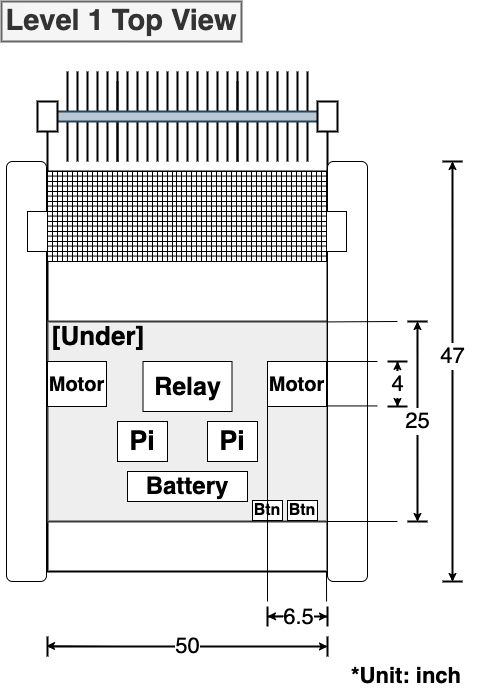 Level 1 Top View
[Under]
Motor
Relay
Motor
Pi
Pi
Battery
Btn
Btn
4
25
47
6.5
50
*Unit: inch